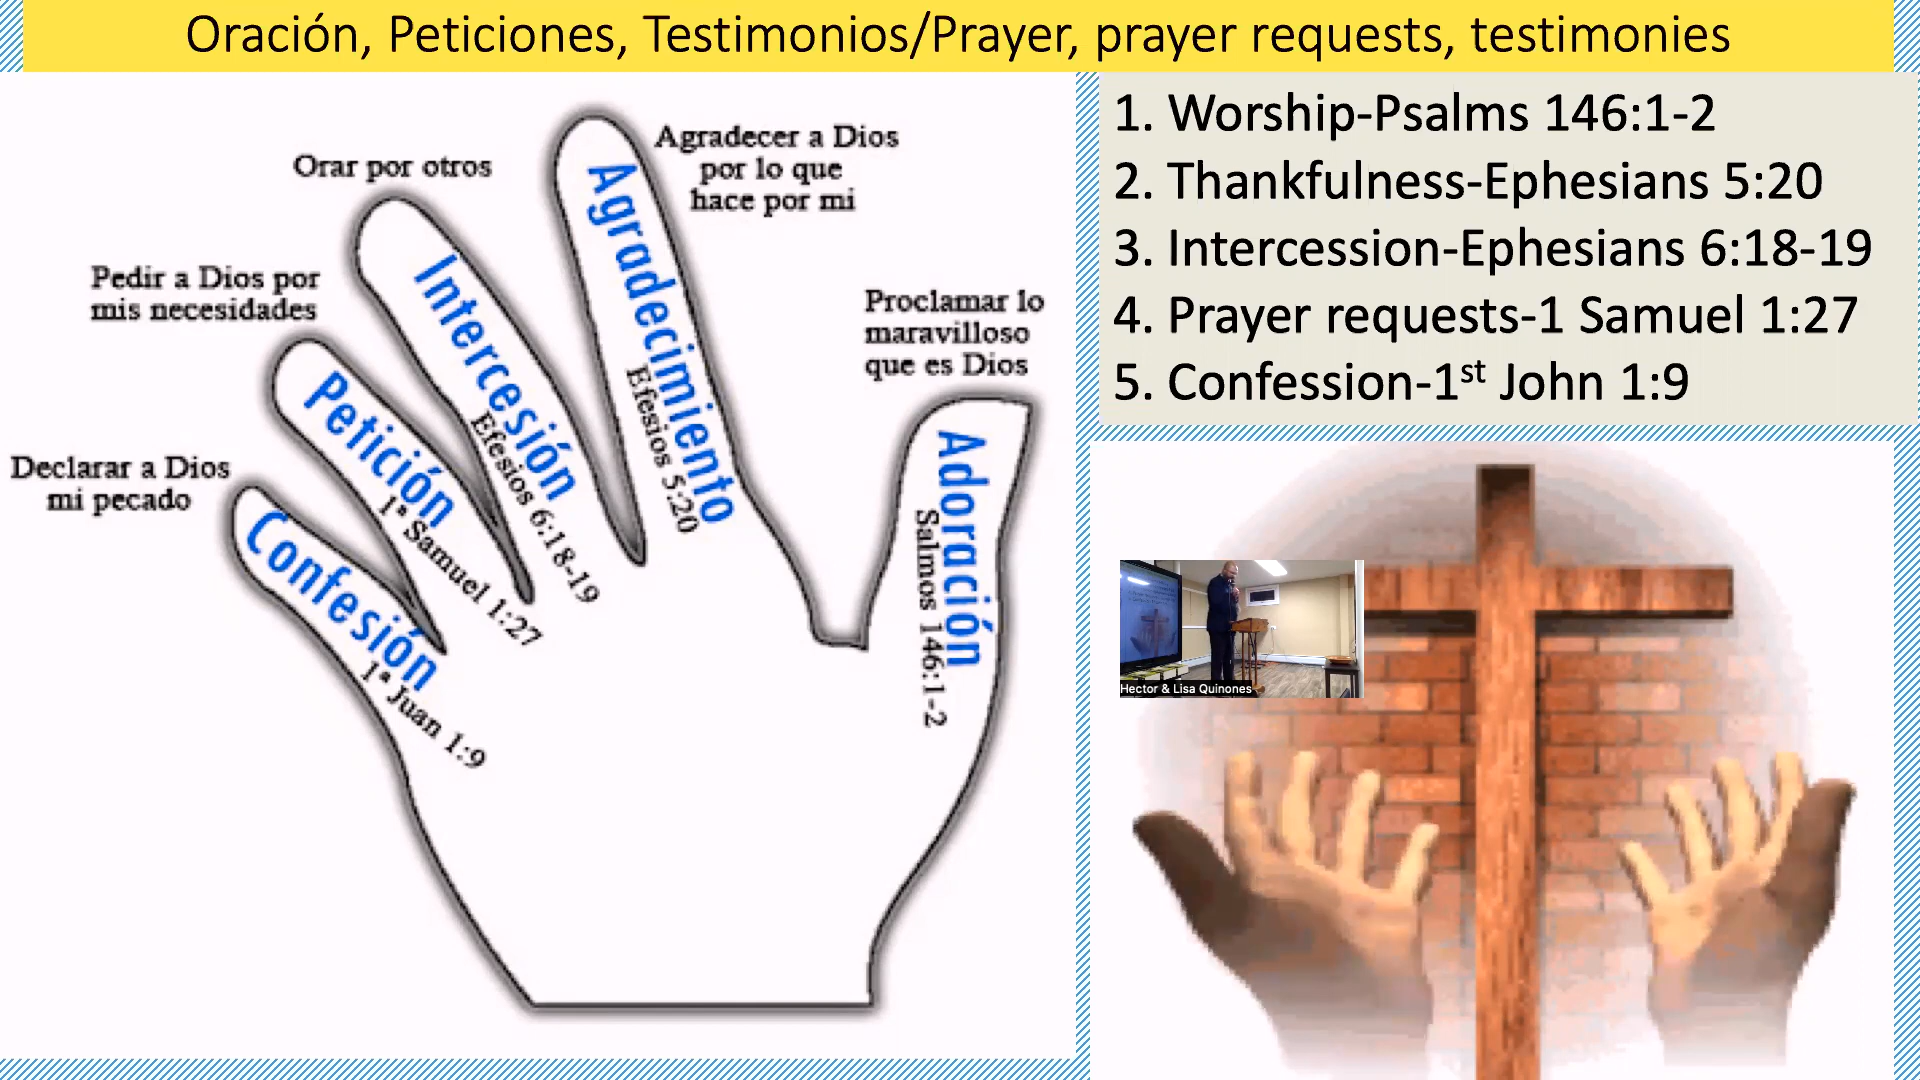 Oración, Peticiones, Testimonios/Prayer, prayer requests, testimonies
Agradecer a Dios
por lo que
hace por mi
Orar por otros
Pedir a Dios por
mis necesidades
Declarar a Dios
mi pecado
Proclamar lo
maravilloso
que es Dios
Confesión
1ª Juan 1:9
Petición
1ª Samuel 1:27
Intercesión
Efesios 6:18-19
Agradecimiento
Efesios 5:20
Adoración
Salmos 146:1-2
1. Worship-Psalms 146:1-2
2. Thankfulness-Ephesians 5:20
3. Intercession-Ephesians 6:18-19
4. Prayer requests-1 Samuel 1:27
5. Confession-1st John 1:9
Hector & Lisa Quinones